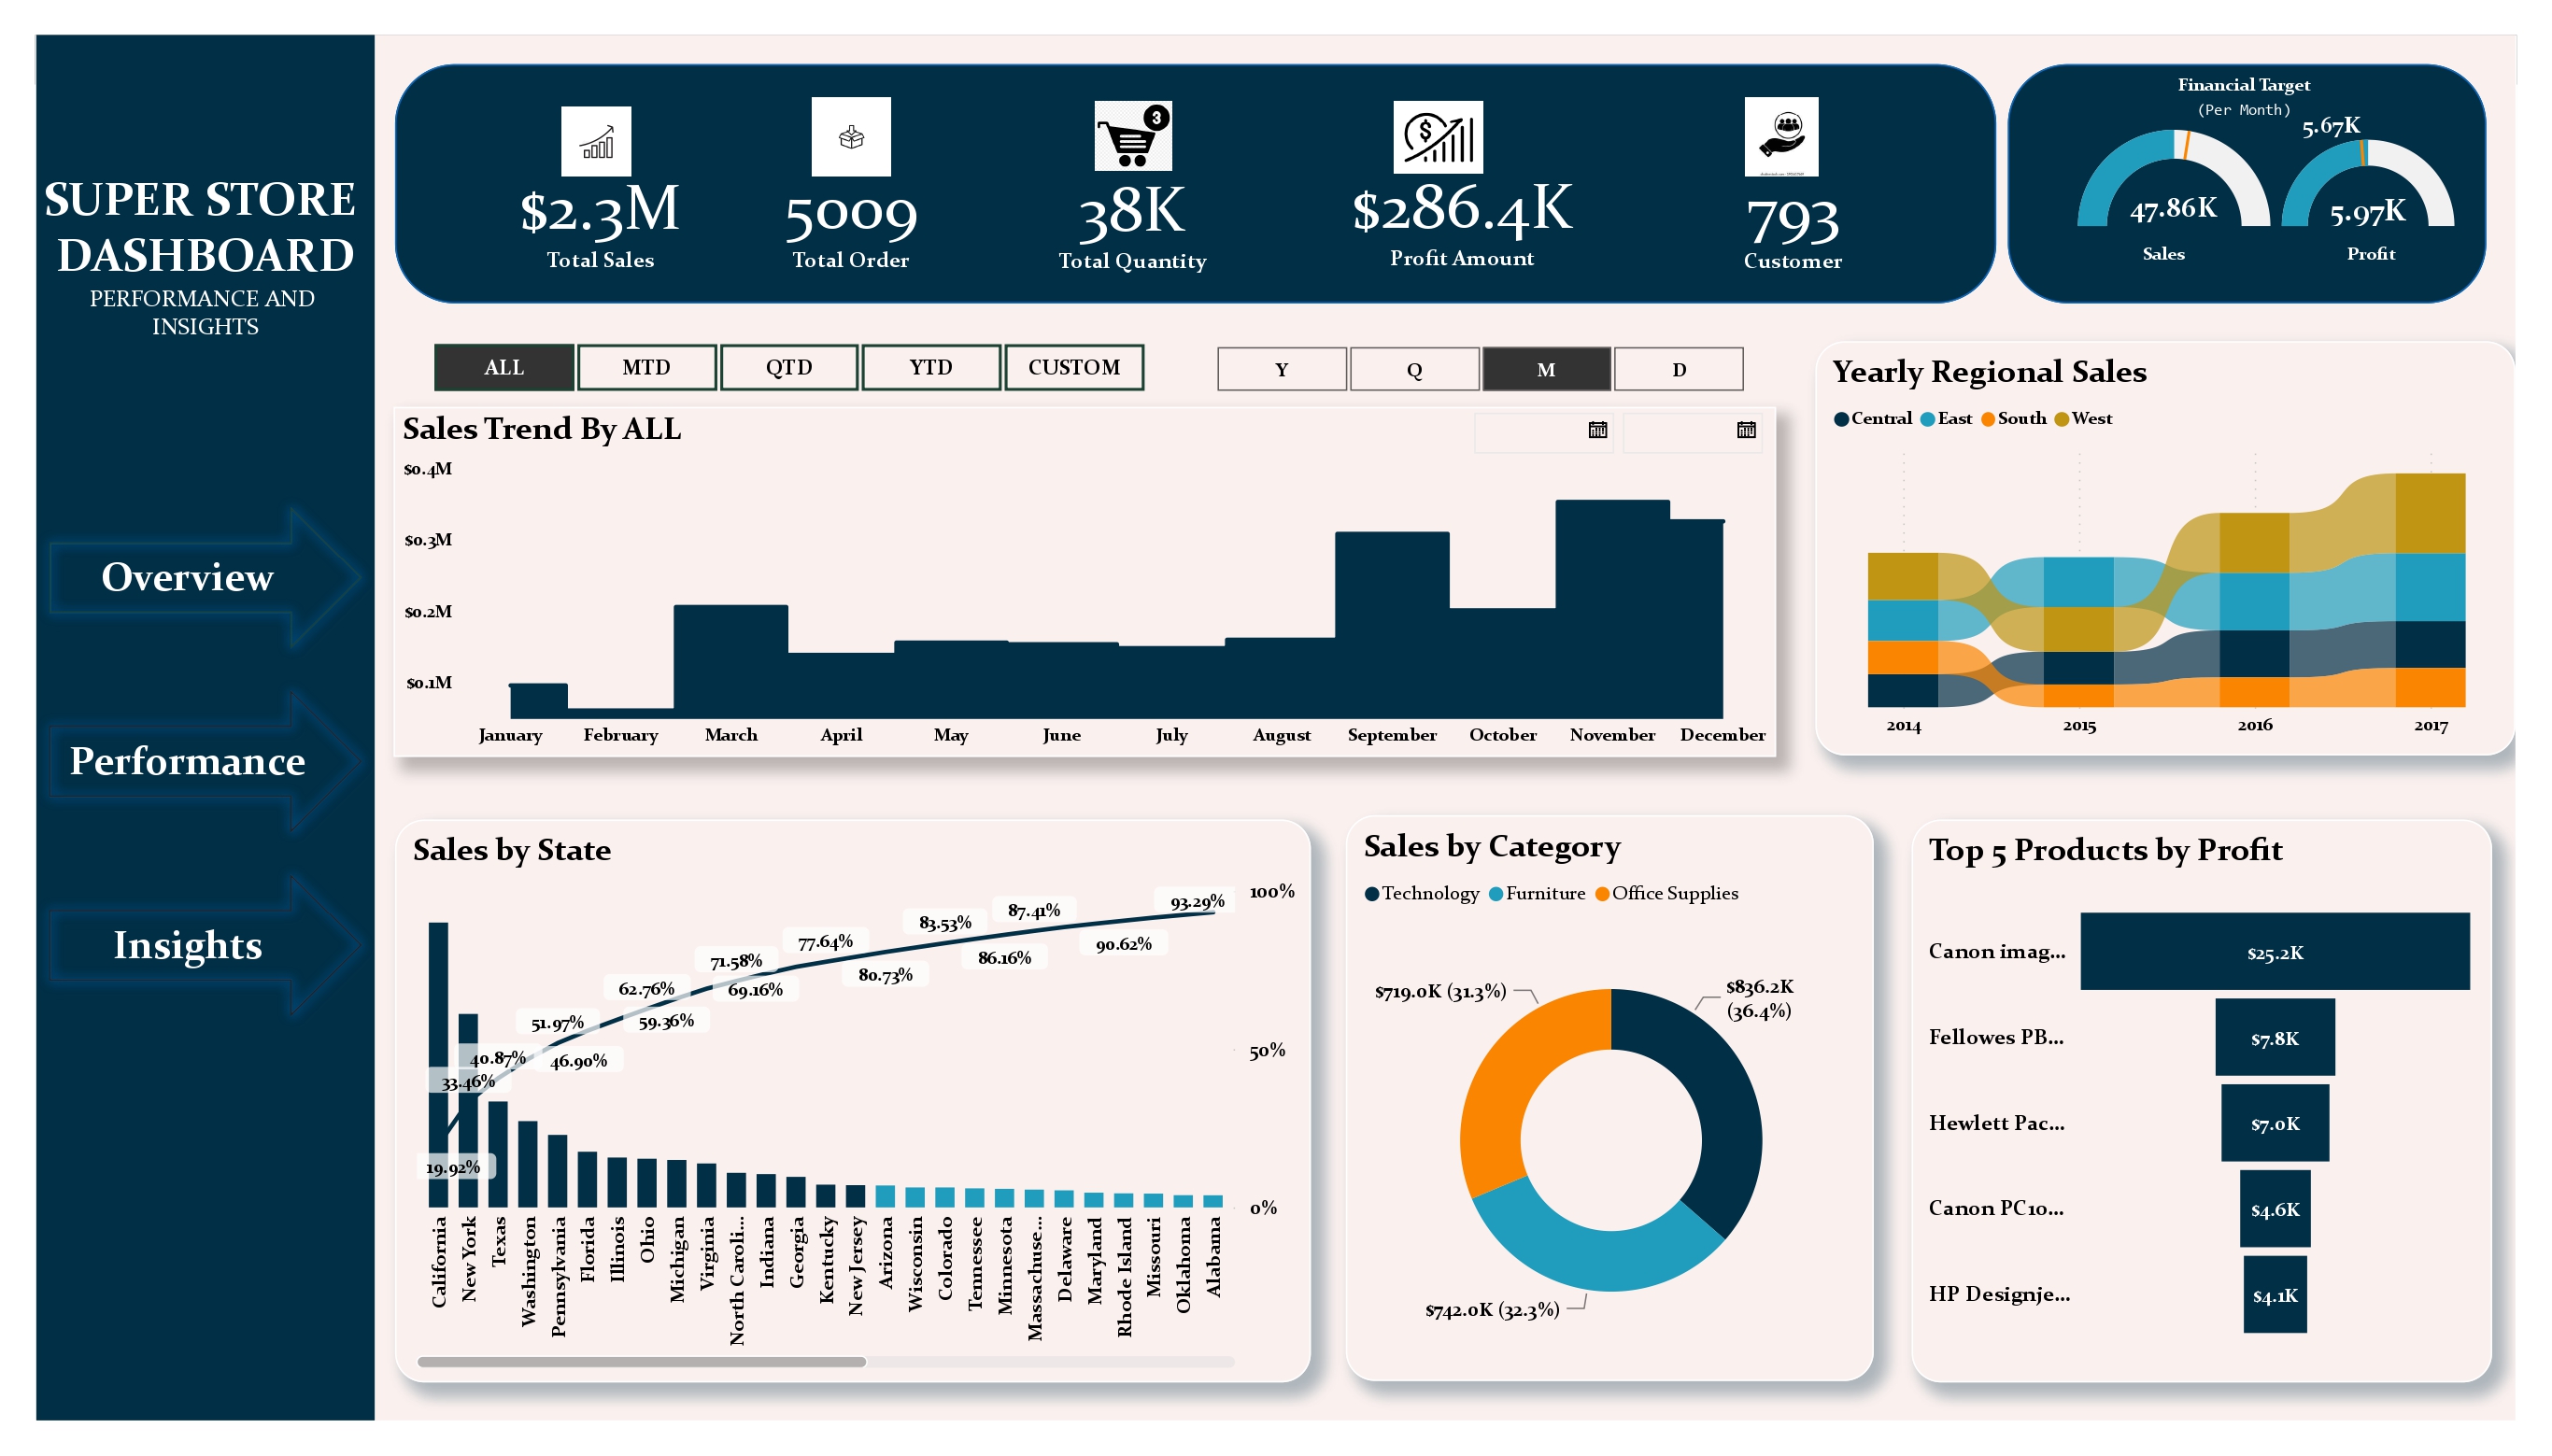 SUPER STORE
DASHBOARD
PERFORMANCE AND
INSIGHTS
Overview
Performance
Insights
3
$2.3M
Total Sales
5009
Total Order
38K
Total Quantity
$286.4K
Profit Amount
793
Customer
Financial Target
(Per Month)
47.86K
Sales
5.67K
5.97K
Profit
ALL MTD QTD YTD CUSTOM
Y Q M D
Sales Trend By ALL
$0.4M
$0.3M
$0.2M
$0.1M
January February March April May June July August September October November December
Yearly Regional Sales
Central East South West
2014 2015 2016 2017
Sales by State
100%
50%
0%
19.92%
33.46%
40.87%
46.90%
51.97%
59.36%
62.76%
69.16%
71.58%
77.64%
80.73%
83.53%
86.16%
87.41%
90.62%
93.29%
California
New York
Texas
Washington
Pennsylvania
Florida
Illinois
Ohio
Michigan
Virginia
North Caroli...
Indiana
Georgia
Kentucky
New Jersey
Arizona
Wisconsin
Colorado
Tennessee
Minnesota
Massachuse...
Delaware
Maryland
Rhode Island
Missouri
Oklahoma
Alabama
Sales by Category
Technology Furniture Office Supplies
$719.0K (31.3%)
$836.2K
(36.4%)
$742.0K (32.3%)
Top 5 Products by Profit
Canon imag... $25.2K
Fellowes PB... $7.8K
Hewlett Pac... $7.0K
Canon PC10... $4.6K
HP Designje... $4.1K